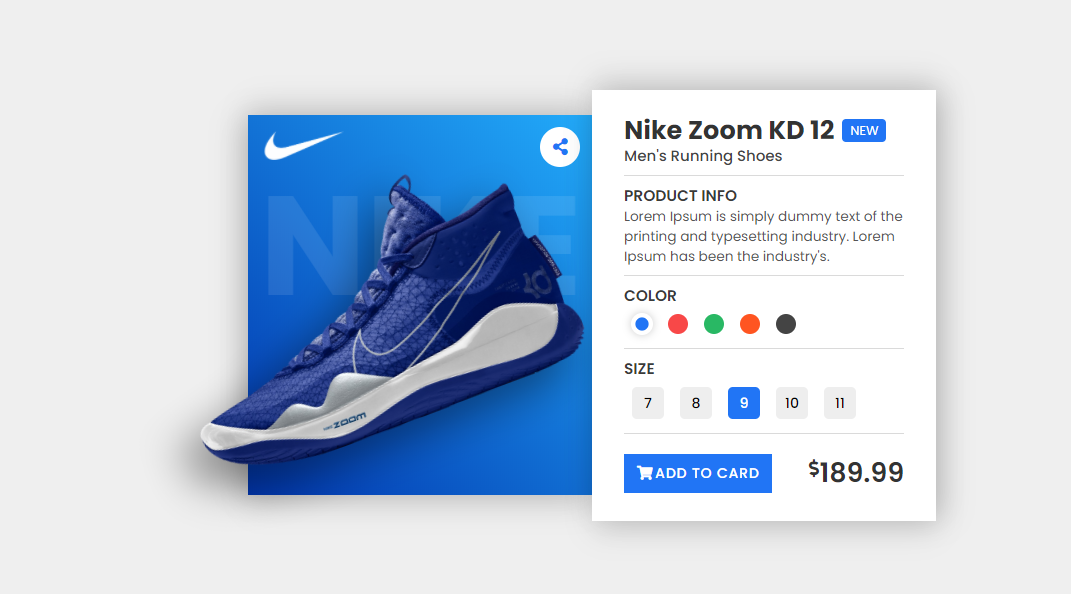 NIKE
ZOOM
Nike Zoom KD 12 NEW
Men's Running Shoes
PRODUCT INFO
Lorem Ipsum is simply dummy text of the
printing and typesetting industry. Lorem
Ipsum has been the industry's.
COLOR
SIZE
7 8 9 10 11
ADD TO CARD $189.99